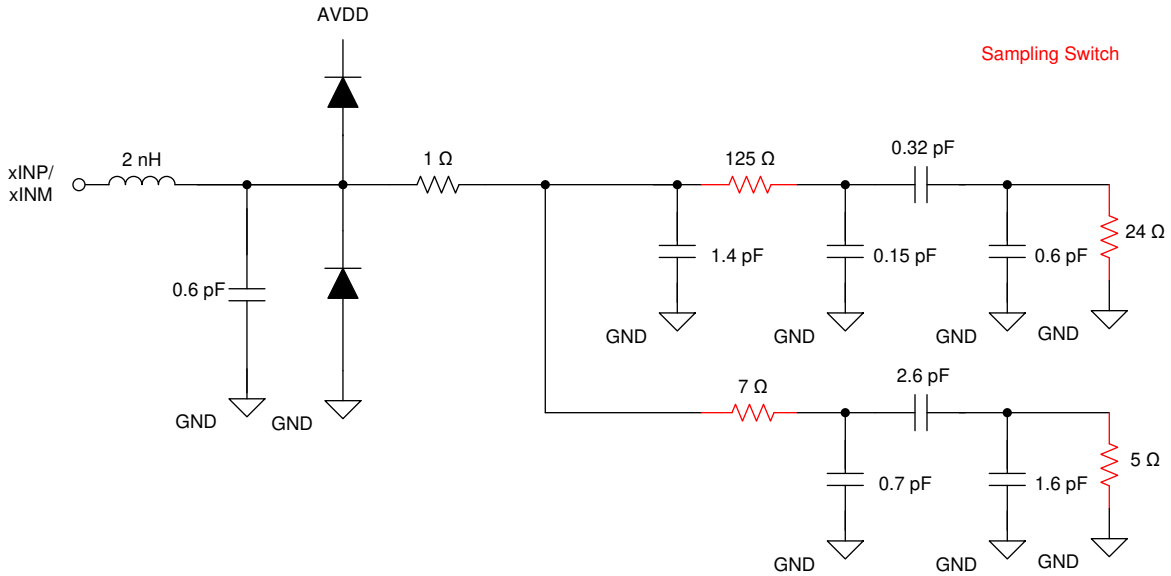 AVDD
Sampling Switch
xINP/
xINM
2 nH
1 Ω
125 Ω
0.32 pF
24 Ω
0.6 pF
1.4 pF
0.15 pF
0.6 pF
GND
GND
GND
GND
7 Ω
2.6 pF
GND
GND
0.7 pF
1.6 pF
5 Ω
GND
GND
GND